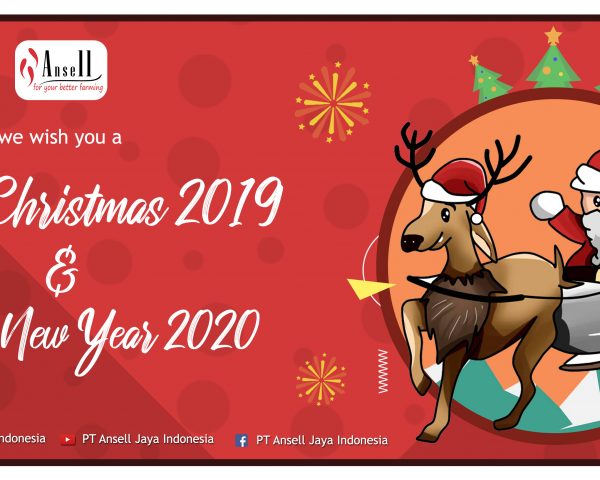 Ansell
for your better farming
we wish you a
Christmas 2019
&
New Year 2020
ndonesia PT Ansell Jaya Indonesia PT Ansell Jaya Indonesia